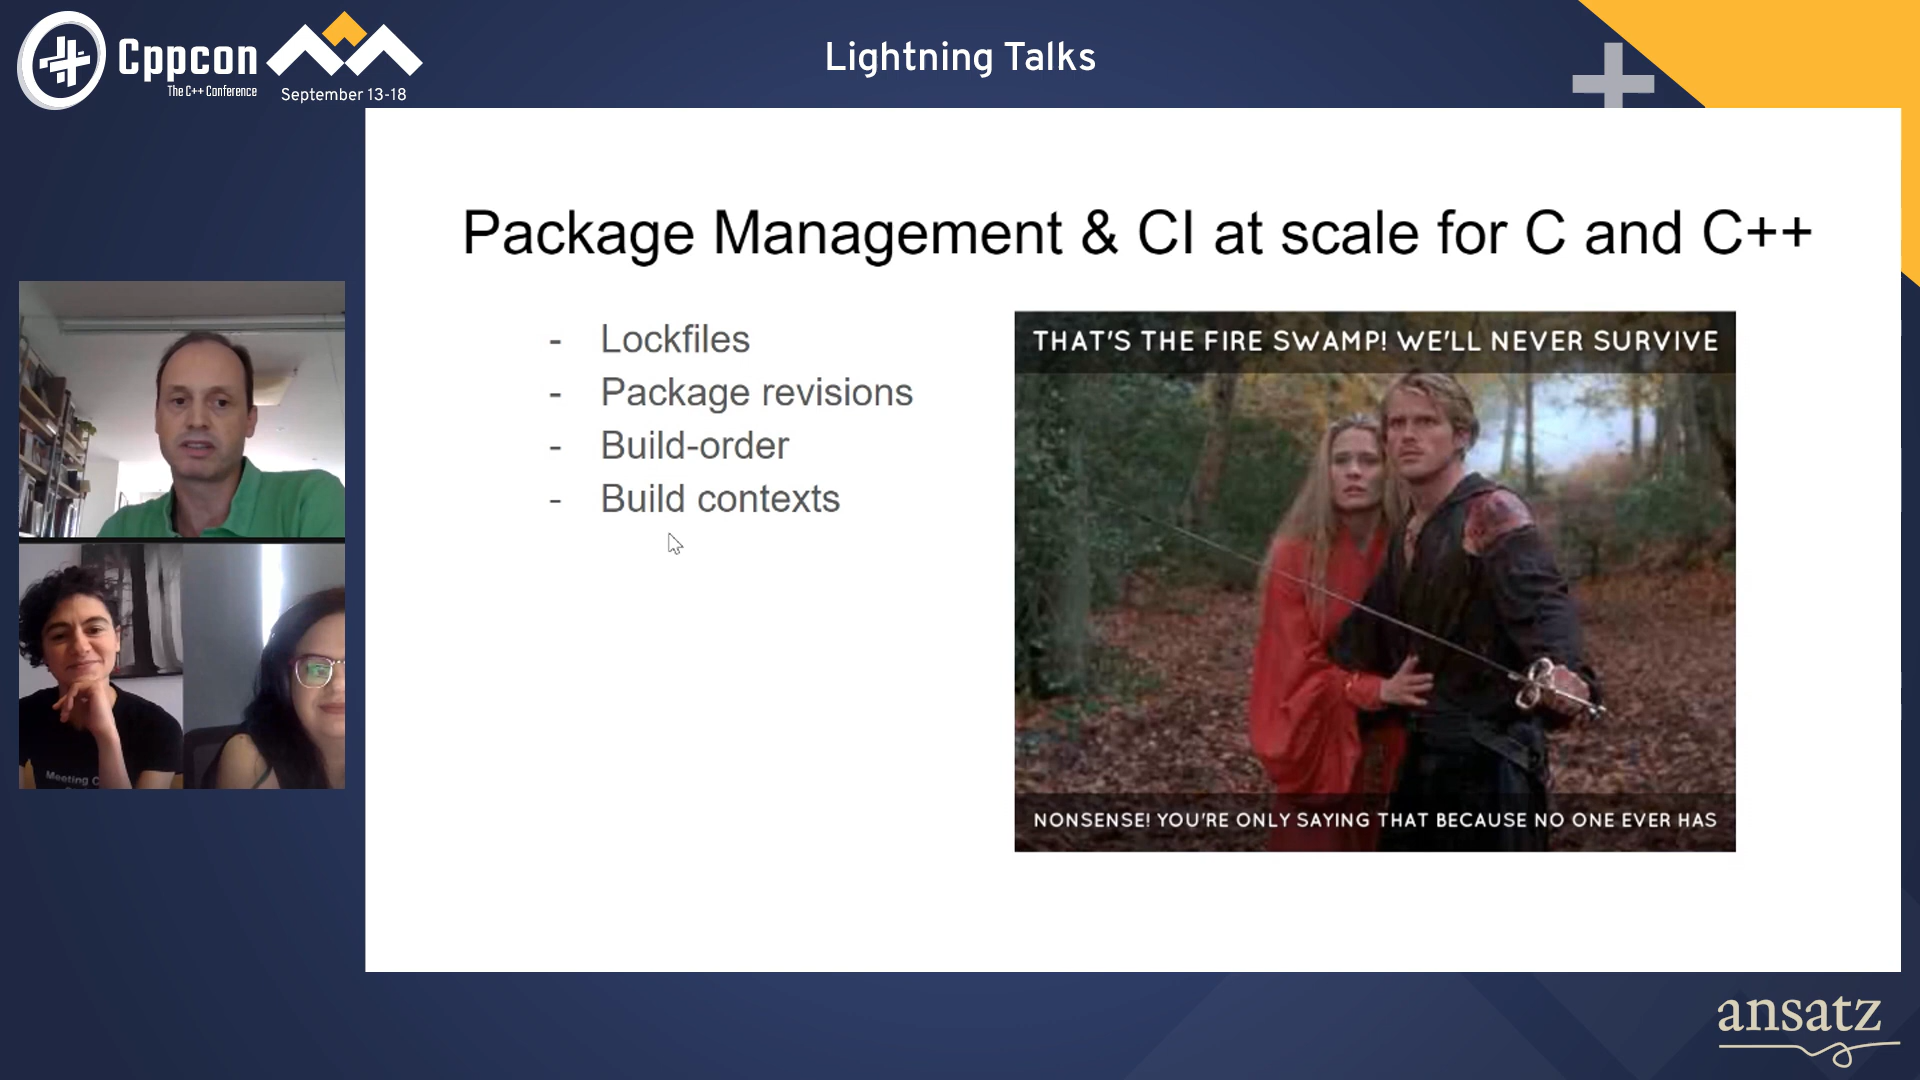 Cppcon
The C++ Conference
September 13-18
Lightning Talks
Package Management & CI at scale for C and C++
- Lockfiles
- Package revisions
- Build-order
- Build contexts
THAT'S THE FIRE SWAMP! WE'LL NEVER SURVIVE
NONSENSE! YOU'RE ONLY SAYING THAT BECAUSE NO ONE EVER HAS
Meeting C
ansatz